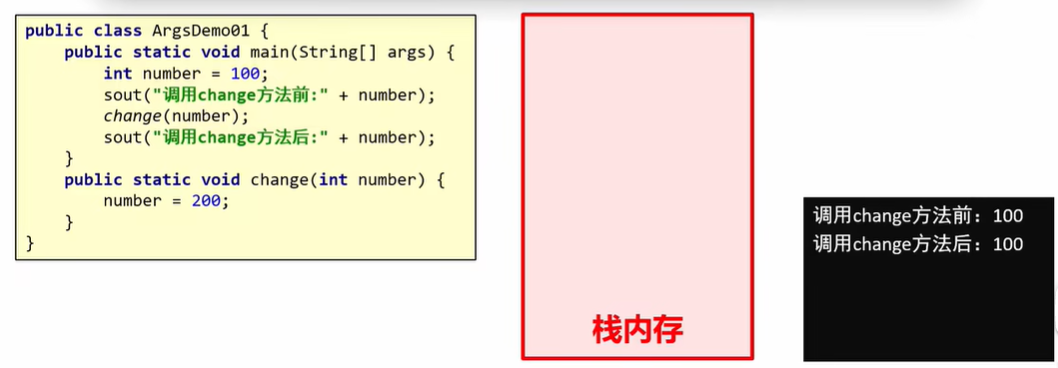 public class ArgsDemo01 {
public static void main(String[] args) {
int number = 100;
sout("调用change方法前:" + number);
change(number);
sout("调用change方法后:" + number);
}
public static void change(int number) {
number = 200;
}
}
栈内存
调用change方法前：100
调用change方法后：100